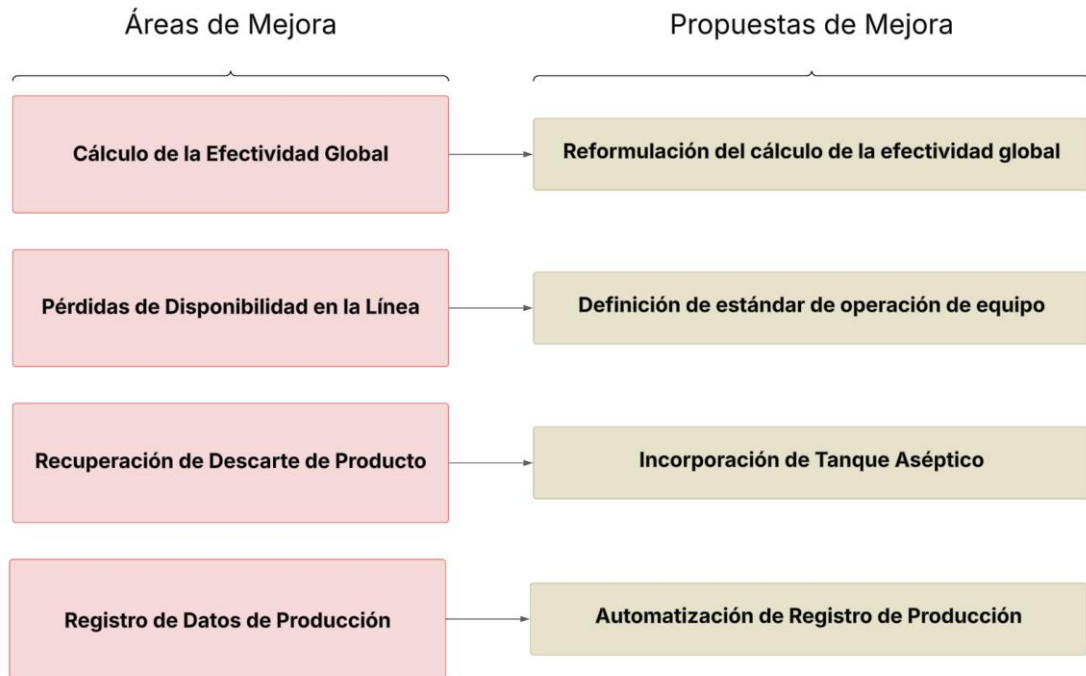 Áreas de Mejora
Propuestas de Mejora
Cálculo de la Efectividad Global
Reformulación del cálculo de la efectividad global
Pérdidas de Disponibilidad en la Línea
Definición de estándar de operación de equipo
Recuperación de Descarte de Producto
Incorporación de Tanque Aséptico
Registro de Datos de Producción
Automatización de Registro de Producción